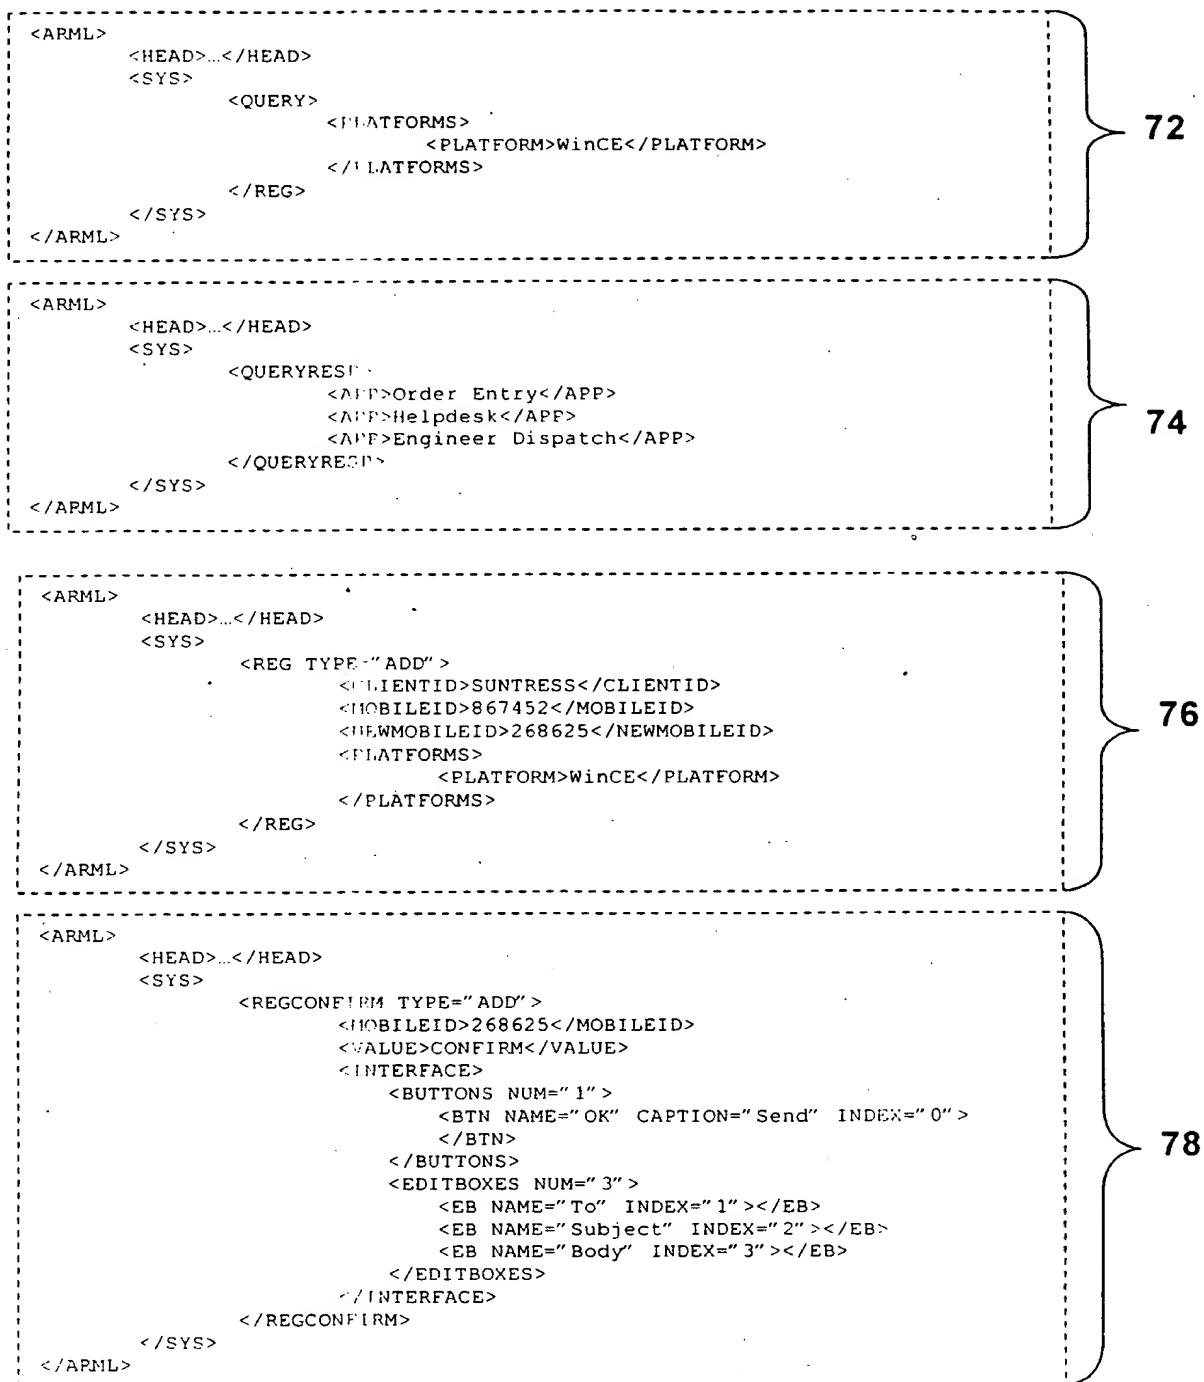 <ARML>
<HEAD>...</HEAD>
<SYS>
<QUERY>
<PLATFORMS>
<PLATFORM>WinCE</PLATFORM>
</PLATFORMS>
</REG>
</SYS>
</ARML>
72
<ARML>
<HEAD>...</HEAD>
<SYS>
<QUERYRESP>
<APP>Order Entry</APP>
<APP>Helpdesk</APP>
<APP>Engineer Dispatch</APP>
</QUERYRESP>
</SYS>
</ARML>
74
<ARML>
<HEAD>...</HEAD>
<SYS>
<REG TYPE="ADD">
<CLIENTID>SUNTRESS</CLIENTID>
<MOBILEID>867452</MOBILEID>
<NEWMOBILEID>268625</NEWMOBILEID>
<PLATFORMS>
<PLATFORM>WinCE</PLATFORM>
</PLATFORMS>
</REG>
</SYS>
</ARML>
76
<ARML>
<HEAD>...</HEAD>
<SYS>
<REGCONFIRM TYPE="ADD">
<MOBILEID>268625</MOBILEID>
<VALUE>CONFIRM</VALUE>
<INTERFACE>
<BUTTONS NUM="1">
<BTN NAME="OK" CAPTION="Send" INDEX="0">
</BTN>
</BUTTONS>
<EDITBOXES NUM="3">
<EB NAME="To" INDEX="1"></EB>
<EB NAME="Subject" INDEX="2"></EB>
<EB NAME="Body" INDEX="3"></EB>
</EDITBOXES>
</INTERFACE>
</REGCONFIRM>
</SYS>
</ARML>
78